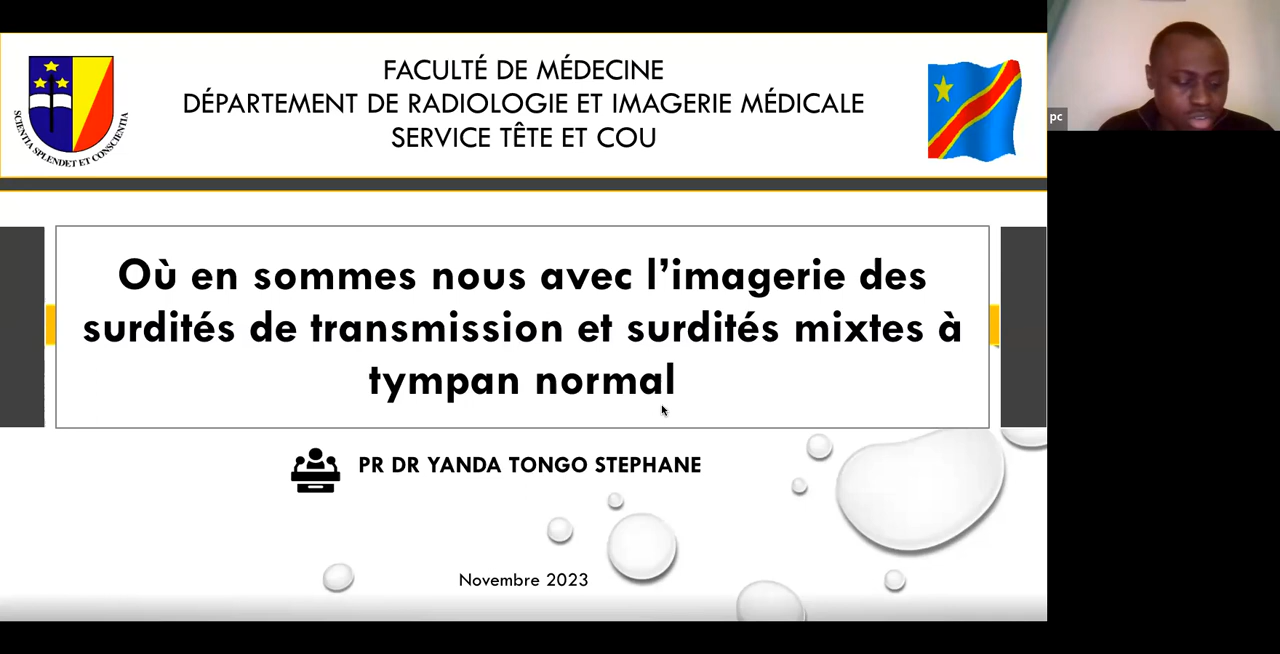 FACULTÉ DE MÉDECINE
DÉPARTEMENT DE RADIOLOGIE ET IMAGERIE MÉDICALE
SERVICE TÊTE ET COU
SCIENTIA SPLENDET ET CONSCIENTIA
pc
Où en sommes nous avec l’imagerie des
surdités de transmission et surdités mixtes à
tympan normal
PR DR YANDA TONGO STEPHANE
Novembre 2023